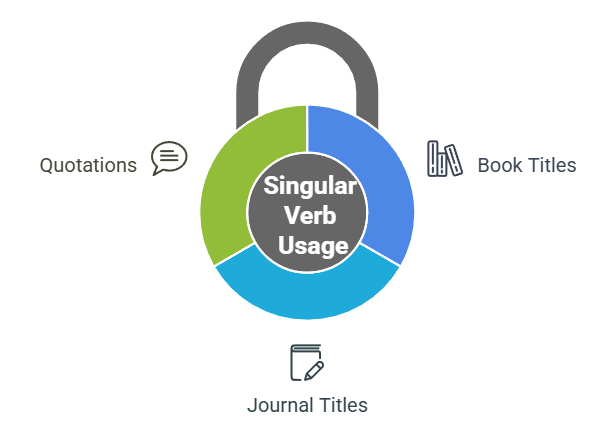 Quotations
Singular
Verb
Usage
Book Titles
Journal Titles